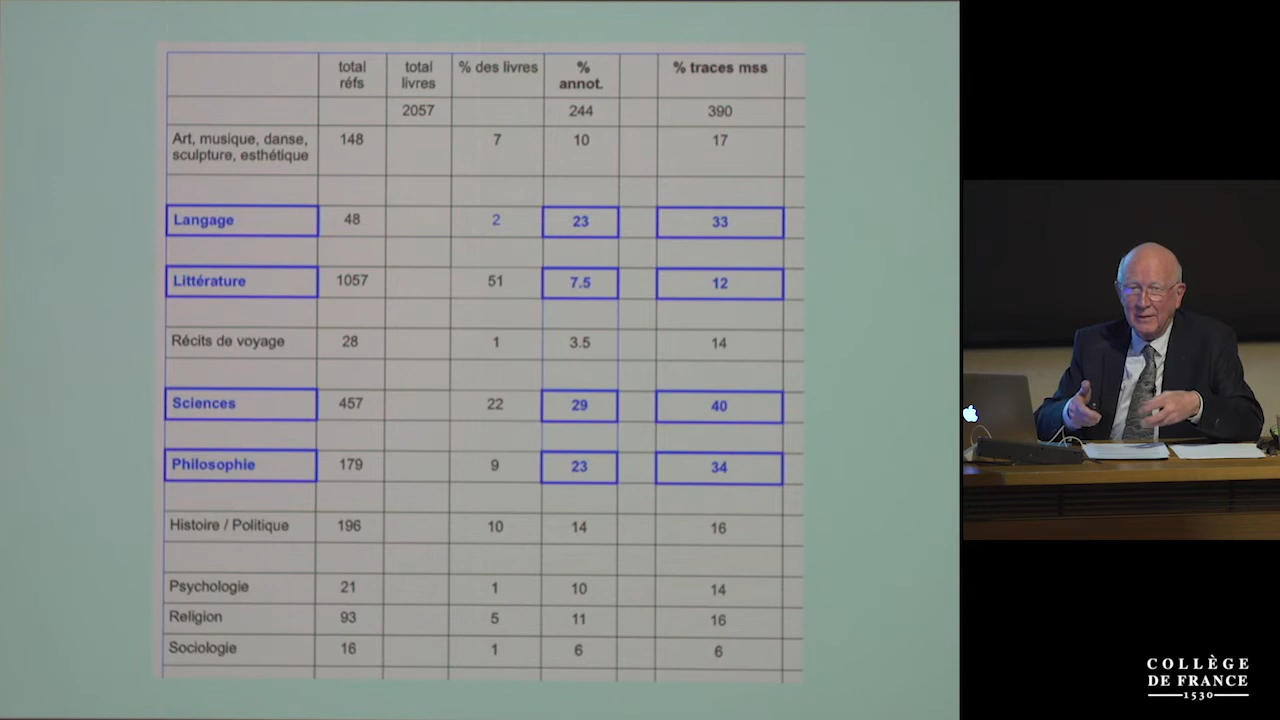 total réfs total livres % des livres % annot. % traces mss
2057 244 390
Art, musique, danse, sculpture, esthétique 148 7 10 17
Langage 48 2 23 33
Littérature 1057 51 7.5 12
Récits de voyage 28 1 3.5 14
Sciences 457 22 29 40
Philosophie 179 9 23 34
Histoire / Politique 196 10 14 16
Psychologie 21 1 10 14
Religion 93 5 11 16
Sociologie 16 1 6 6
COLLÈGE
DE FRANCE
1530